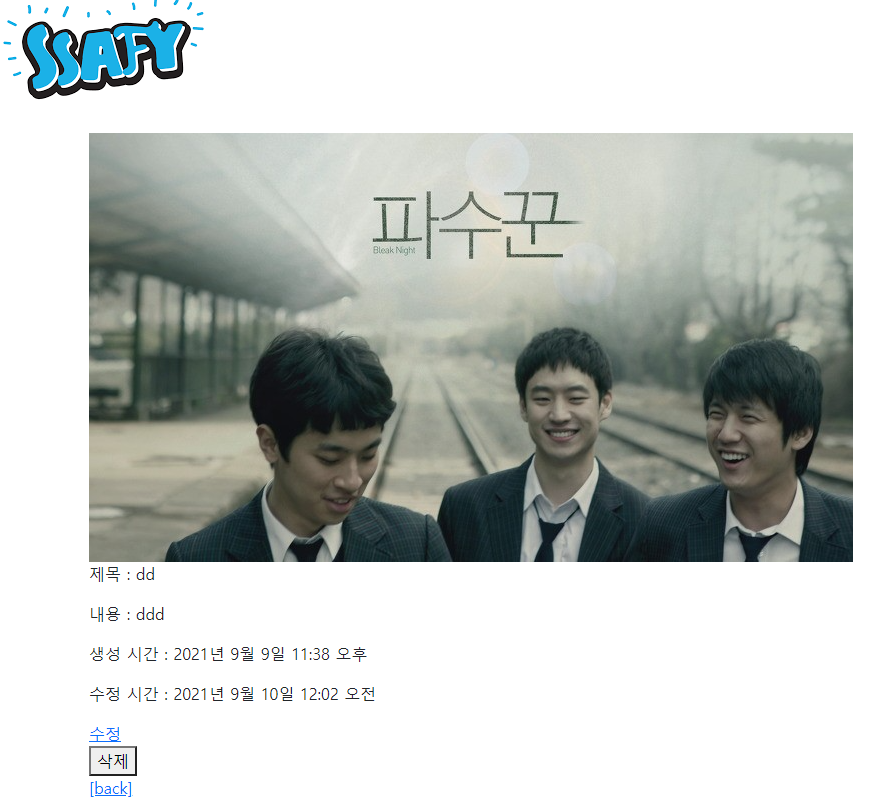 SSAFY
파수꾼
Bleak Night
제목 : dd
내용 : ddd
생성 시간 : 2021년 9월 9일 11:38 오후
수정 시간 : 2021년 9월 10일 12:02 오전
수정
삭제
[back]